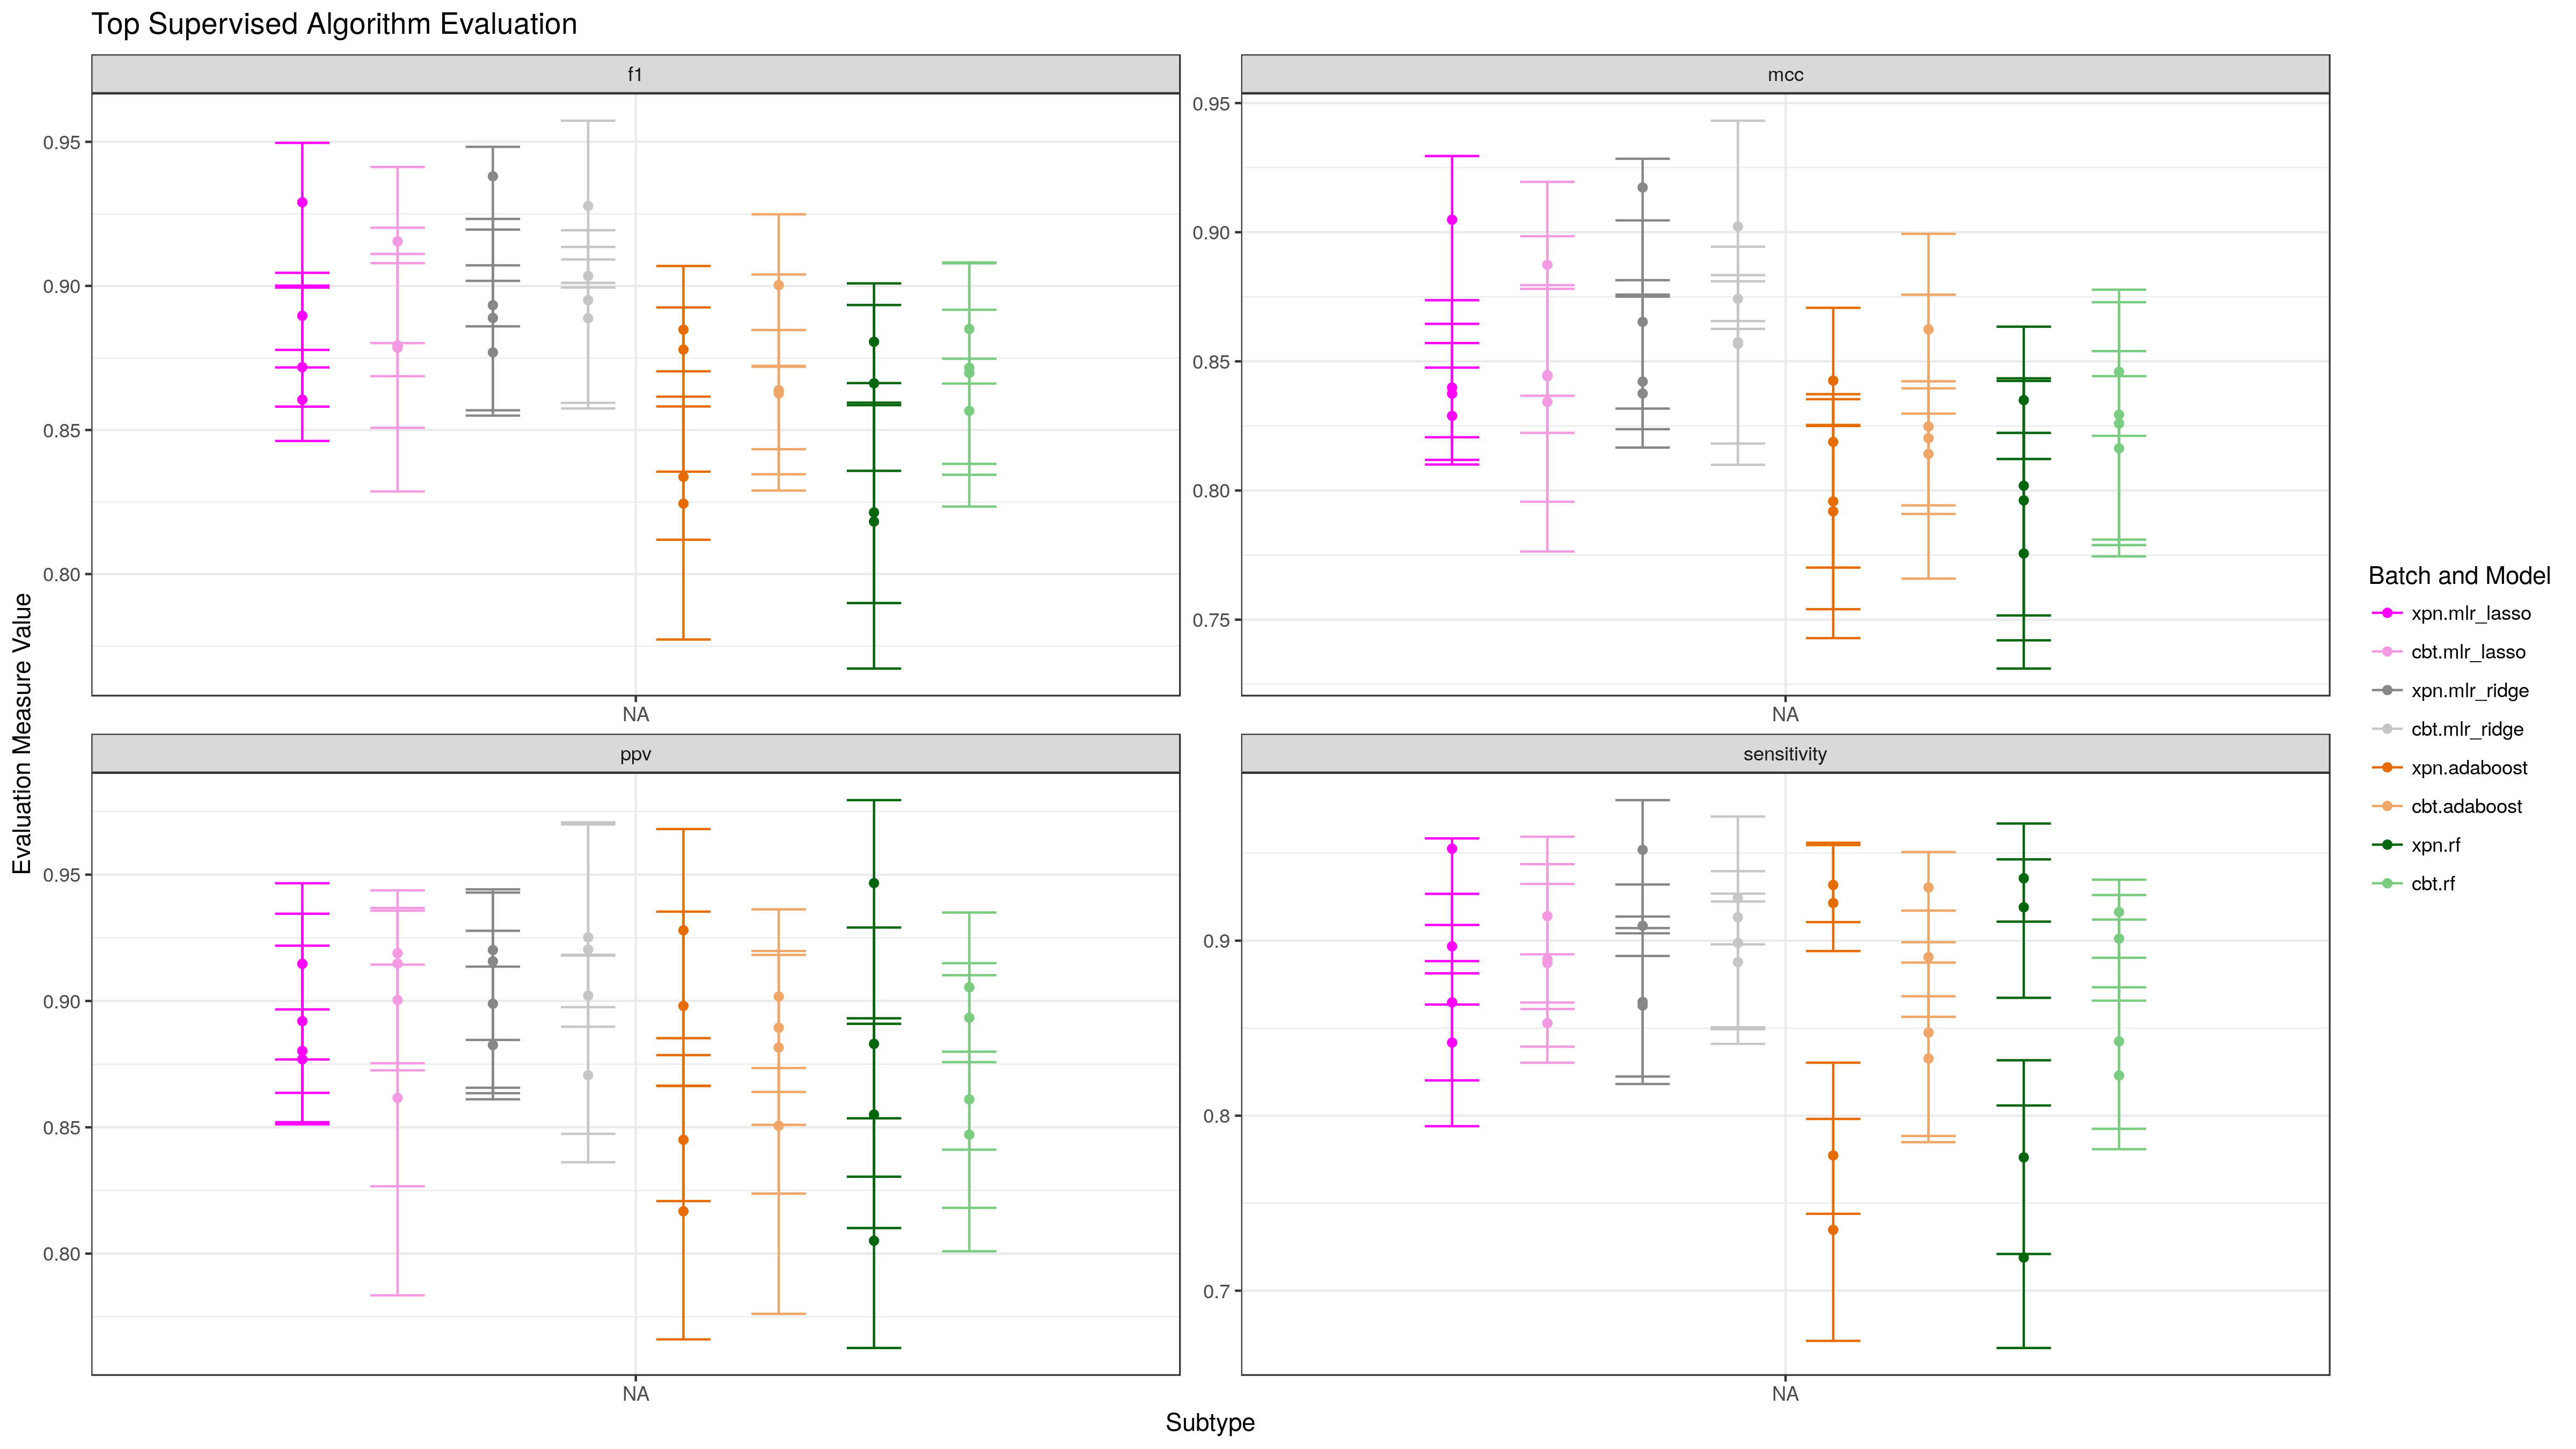 Top Supervised Algorithm Evaluation
f1
mcc
0.95
0.90
0.85
0.80
0.95
0.90
0.85
0.80
0.75
NA
NA
ppv
sensitivity
0.95
0.90
0.85
0.80
0.9
0.8
0.7
NA
NA
Evaluation Measure Value
Subtype
Batch and Model
xpn.mlr_lasso
cbt.mlr_lasso
xpn.mlr_ridge
cbt.mlr_ridge
xpn.adaboost
cbt.adaboost
xpn.rf
cbt.rf